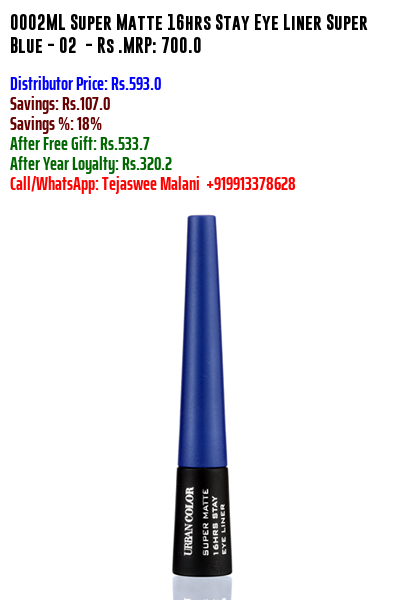 0002ML Super Matte 16hrs Stay Eye Liner Super
Blue - 02 - Rs .MRP: 700.0
Distributor Price: Rs.593.0
Savings: Rs.107.0
Savings %: 18%
After Free Gift: Rs.533.7
After Year Loyalty: Rs.320.2
Call/WhatsApp: Tejaswee Malani +919913378628
URBAN COLOR
SUPER MATTE
16HRS STAY
EYE LINER